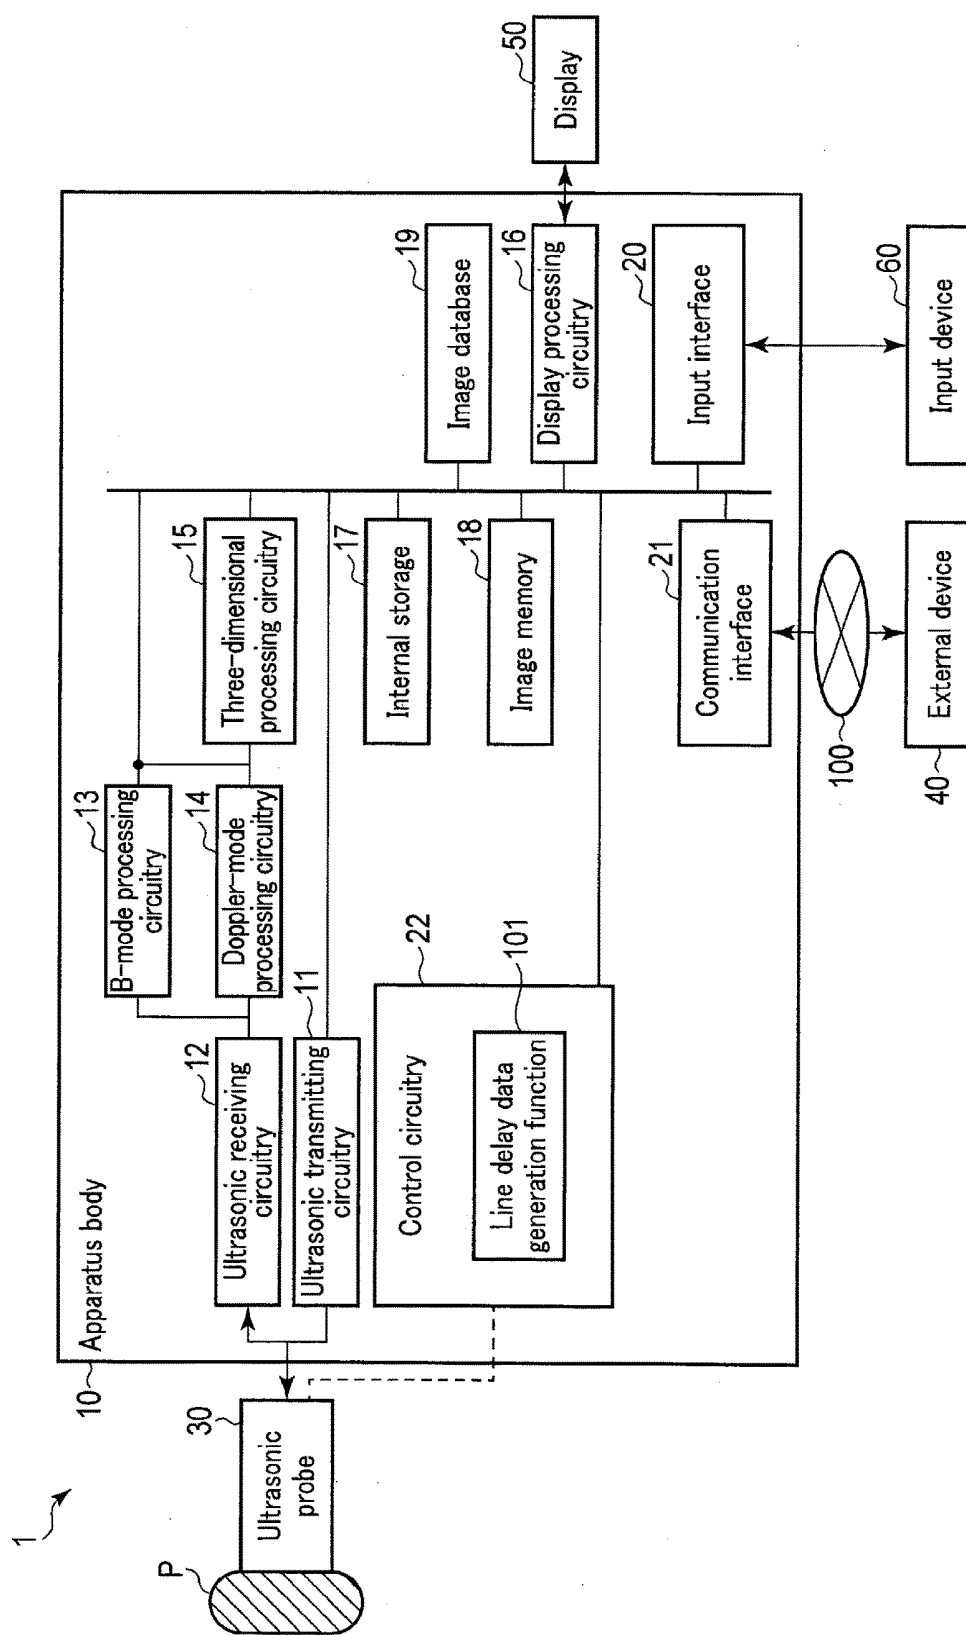 1
P
30
Ultrasonic
probe
10
Apparatus body
12
Ultrasonic receiving
circuitry
11
Ultrasonic transmitting
circuitry
13
B-mode processing
circuitry
14
Doppler-mode
processing circuitry
15
Three-dimensional
processing circuitry
22
Control circuitry
101
Line delay data
generation function
17
Internal storage
18
Image memory
19
Image database
16
Display processing
circuitry
50
Display
20
Input interface
21
Communication
interface
100
40
External device
60
Input device